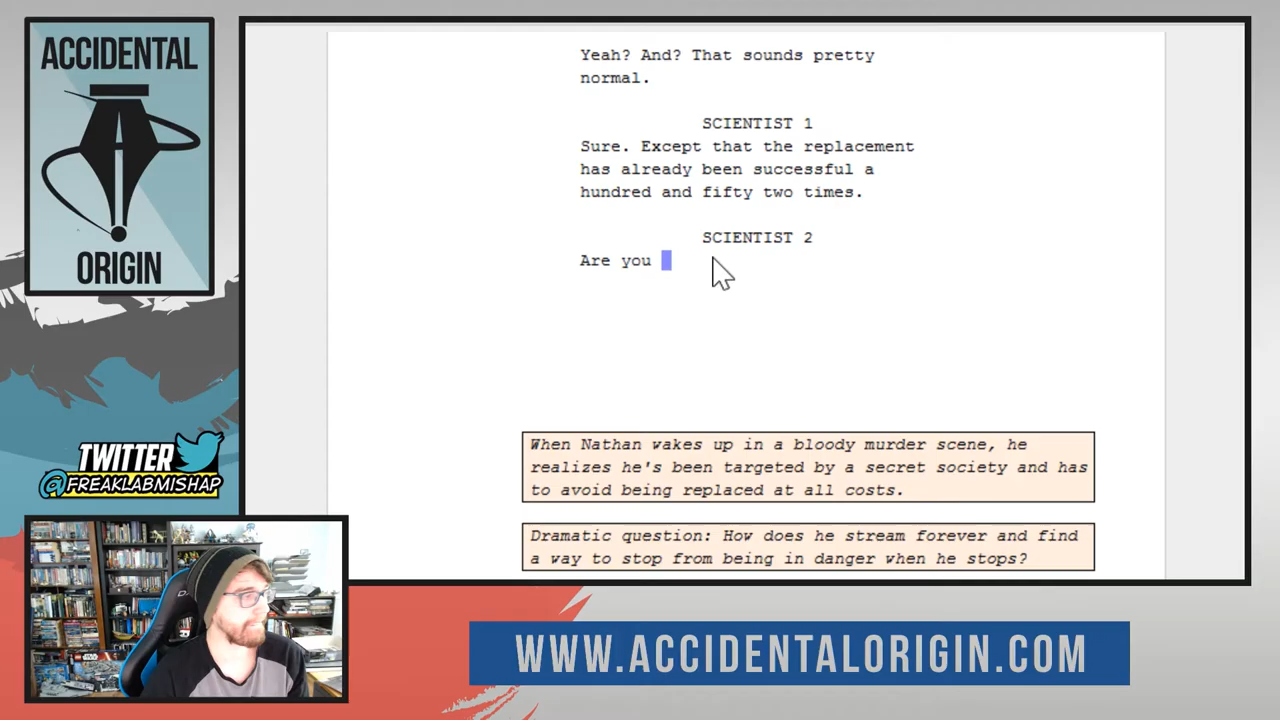 ACCIDENTAL
ORIGIN
Yeah? And? That sounds pretty
normal.
SCIENTIST 1
Sure. Except that the replacement
has already been successful a
hundred and fifty two times.
SCIENTIST 2
Are you
When Nathan wakes up in a bloody murder scene, he
realizes he's been targeted by a secret society and has
to avoid being replaced at all costs.
Dramatic question: How does he stream forever and find
a way to stop from being in danger when he stops?
TWITTER
@FREAKLABMISHAP
WWW.ACCIDENTALORIGIN.COM